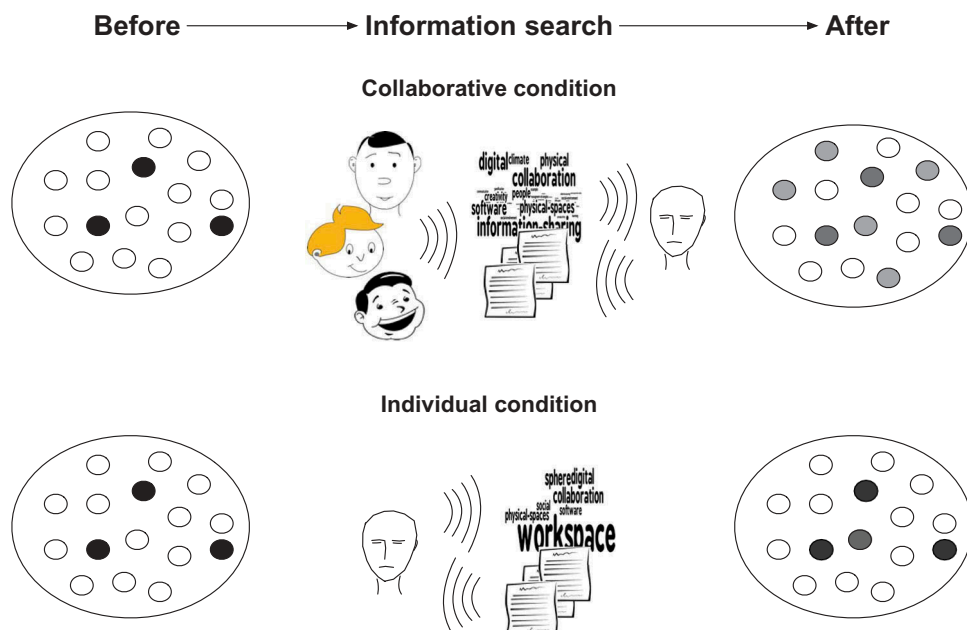 Before Information search After
Collaborative condition
digital climate physical
collaboration
creativity people
software physical-spaces
information-sharing
Individual condition
spheredigital
collaboration
social
physical-spaces software
workspace